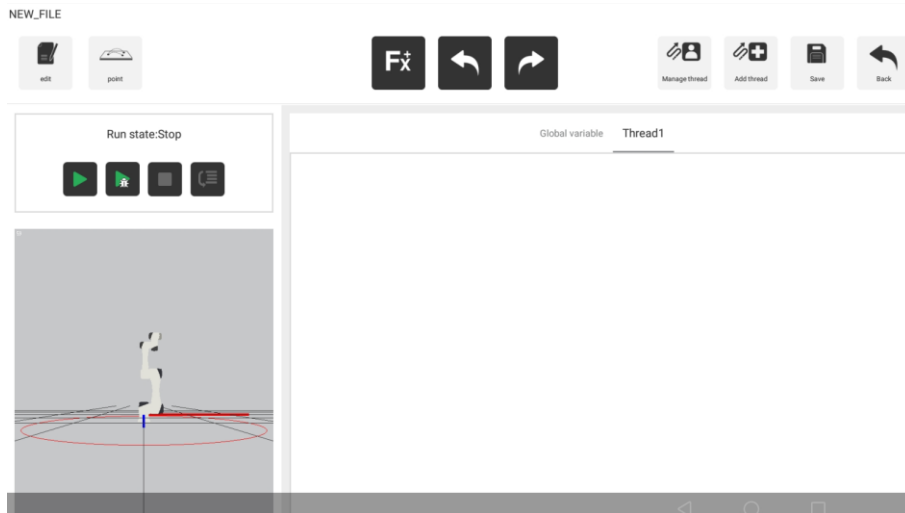 NEW_FILE
edit
point
Fx
Manage thread
Add thread
Save
Back
Run state:Stop
Global variable
Thread1